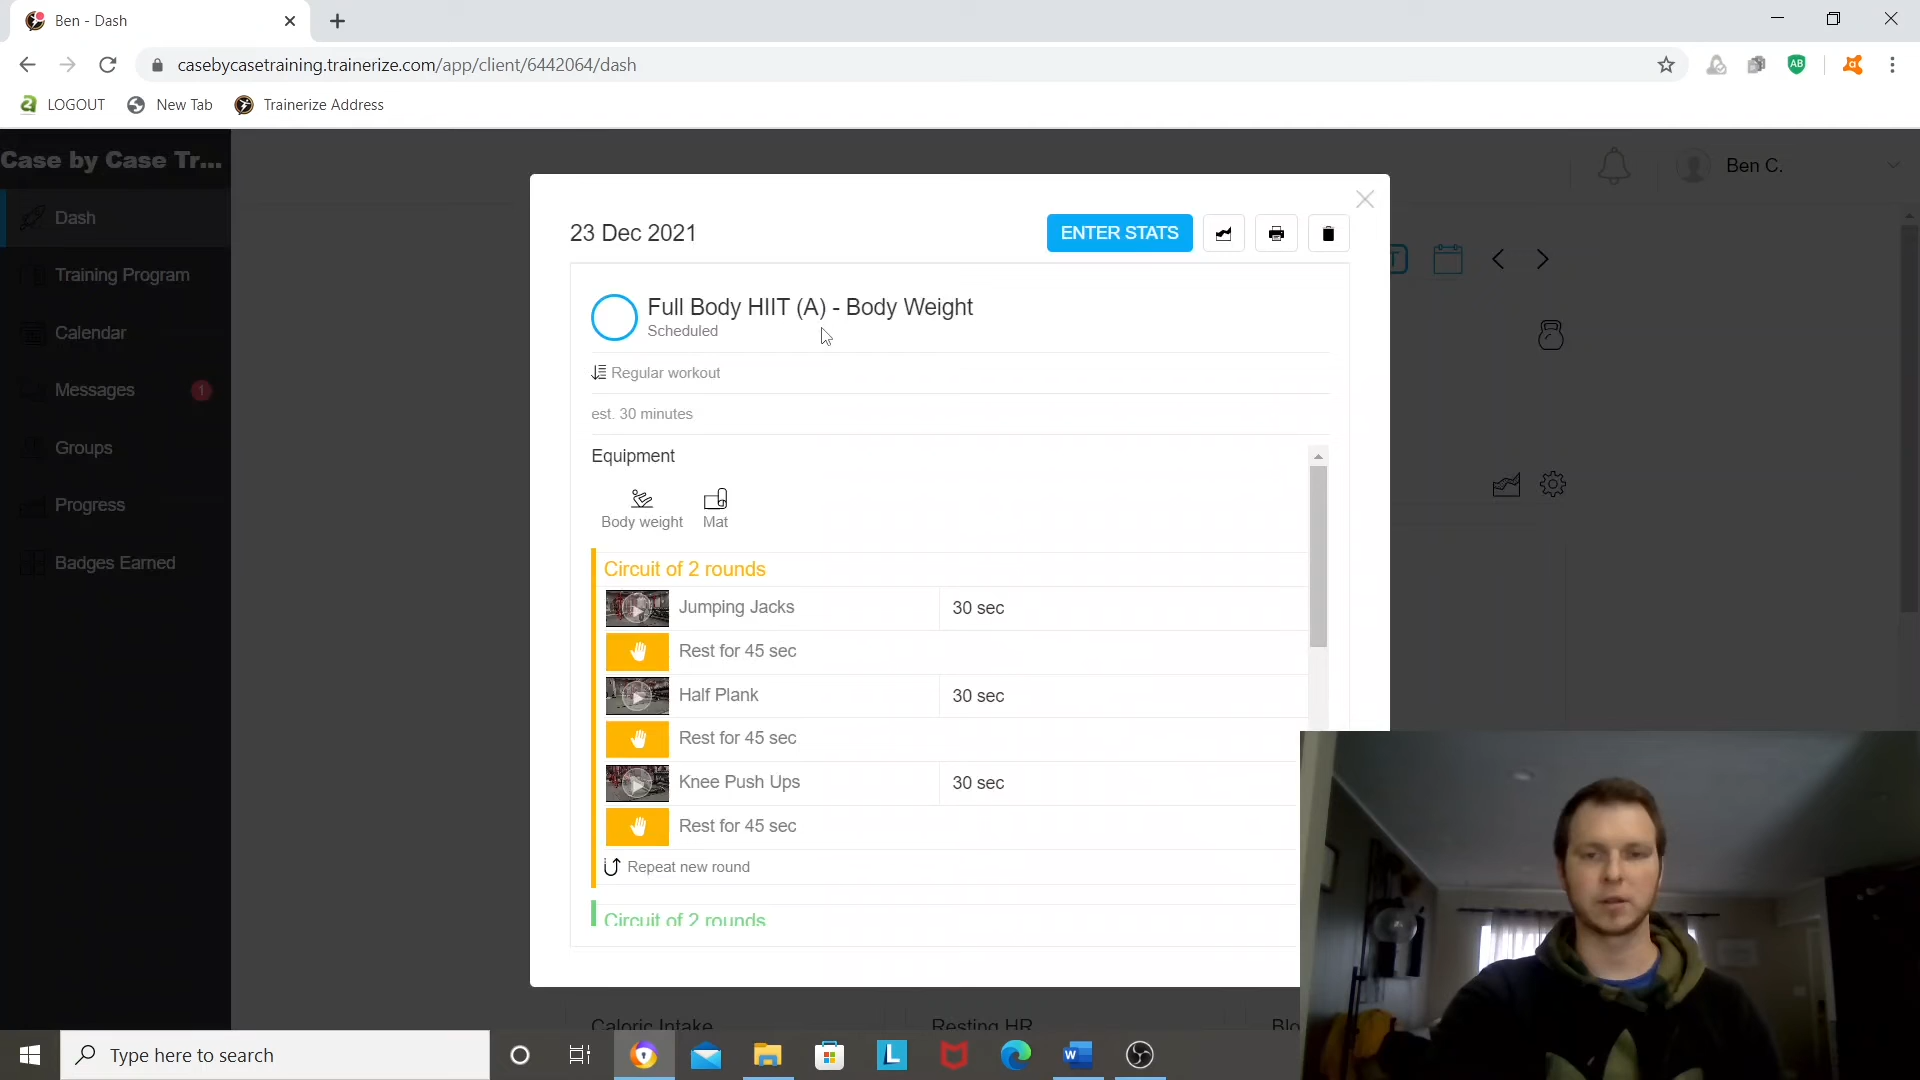 Ben - Dash
casebycasetraining.trainerize.com/app/client/6442064/dash
LOGOUT
New Tab
Trainerize Address
Case by Case Tr...
Ben C.
Dash
Training Program
Calendar
Messages
1
Groups
Progress
Badges Earned
23 Dec 2021
ENTER STATS
Full Body HIIT (A) - Body Weight
Scheduled
Regular workout
est. 30 minutes
Equipment
Body weight
Mat
Circuit of 2 rounds
Jumping Jacks
30 sec
Rest for 45 sec
Half Plank
30 sec
Rest for 45 sec
Knee Push Ups
30 sec
Rest for 45 sec
Repeat new round
Circuit of 2 rounds
Caloric Intake
Resting HR
Blo
Type here to search